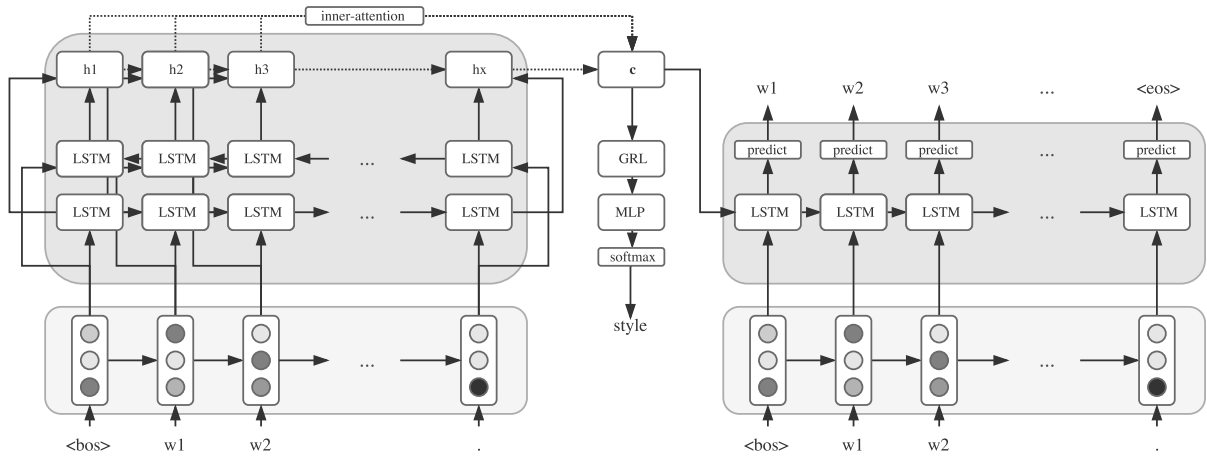 inner-attention
h1 h2 h3 hx c
w1 w2 w3 ... <eos>
LSTM LSTM LSTM ... LSTM GRL predict predict predict ... predict
LSTM LSTM LSTM ... LSTM MLP LSTM LSTM LSTM ... LSTM
softmax
style
... ...
<bos> w1 w2 . <bos> w1 w2 .